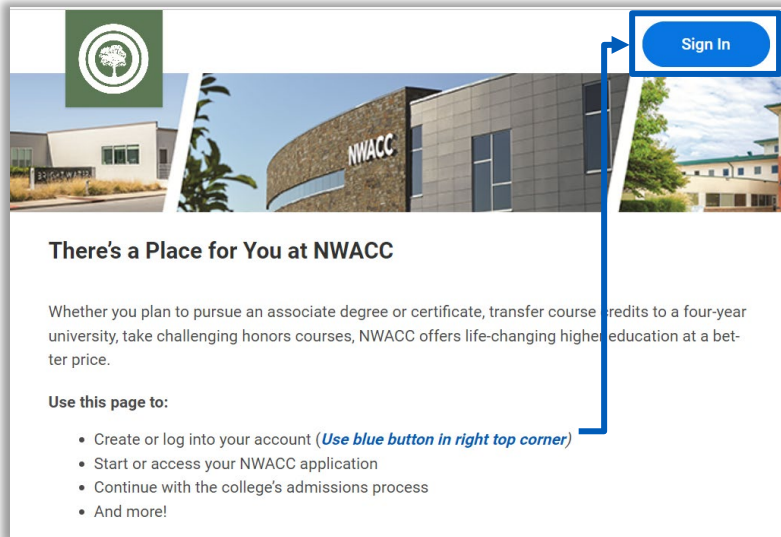 Sign In
BRIGHTWATER
NWACC
There's a Place for You at NWACC
Whether you plan to pursue an associate degree or certificate, transfer course credits to a four-year
university, take challenging honors courses, NWACC offers life-changing higher education at a bet-
ter price.
Use this page to:
• Create or log into your account (Use blue button in right top corner)
• Start or access your NWACC application
• Continue with the college's admissions process
• And more!